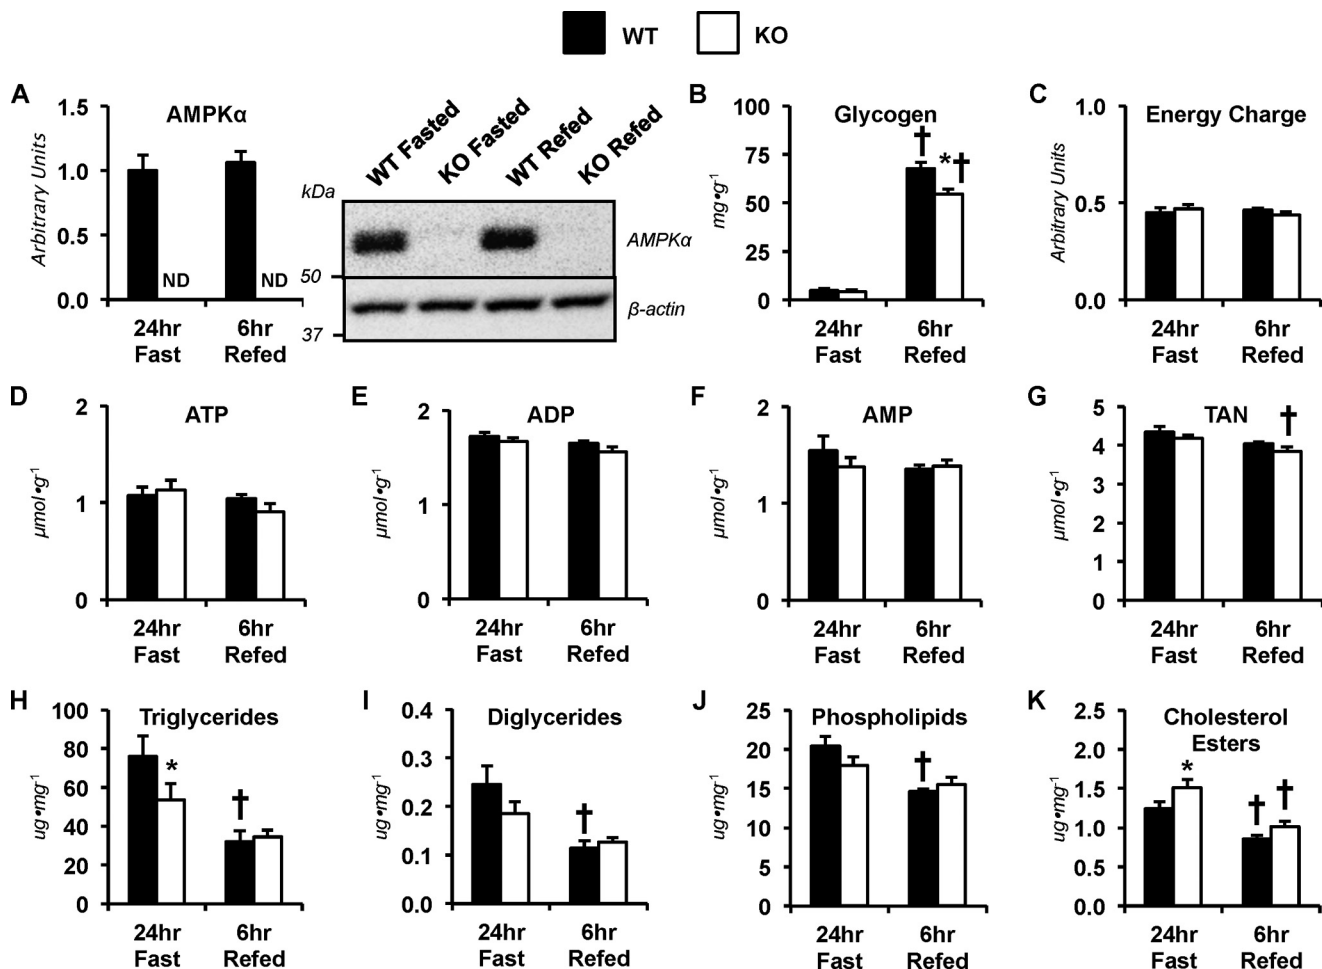 WT KO
A
AMPKα
1.5
1.0
0.5
0.0
Arbitrary Units
ND ND
24hr Fast
6hr Refed
WT Fasted
KO Fasted
WT Refed
KO Refed
kDa
50
37
AMPKα
β-actin
B
Glycogen
100
75
50
25
0
mg•g-1
†
*†
24hr Fast
6hr Refed
C
Energy Charge
1.0
0.5
0.0
Arbitrary Units
24hr Fast
6hr Refed
D
ATP
2
1
0
µmol•g-1
24hr Fast
6hr Refed
E
ADP
2
1
0
µmol•g-1
24hr Fast
6hr Refed
F
AMP
2
1
0
µmol•g-1
24hr Fast
6hr Refed
G
TAN
5
4
3
2
1
0
µmol•g-1
†
24hr Fast
6hr Refed
H
Triglycerides
100
80
60
40
20
0
ug•mg-1
*
†
24hr Fast
6hr Refed
I
Diglycerides
0.4
0.3
0.2
0.1
0.0
ug•mg-1
†
24hr Fast
6hr Refed
J
Phospholipids
25
20
15
10
5
0
ug•mg-1
†
24hr Fast
6hr Refed
K
Cholesterol
Esters
2.5
2.0
1.5
1.0
0.5
0.0
ug•mg-1
*
†
†
24hr Fast
6hr Refed